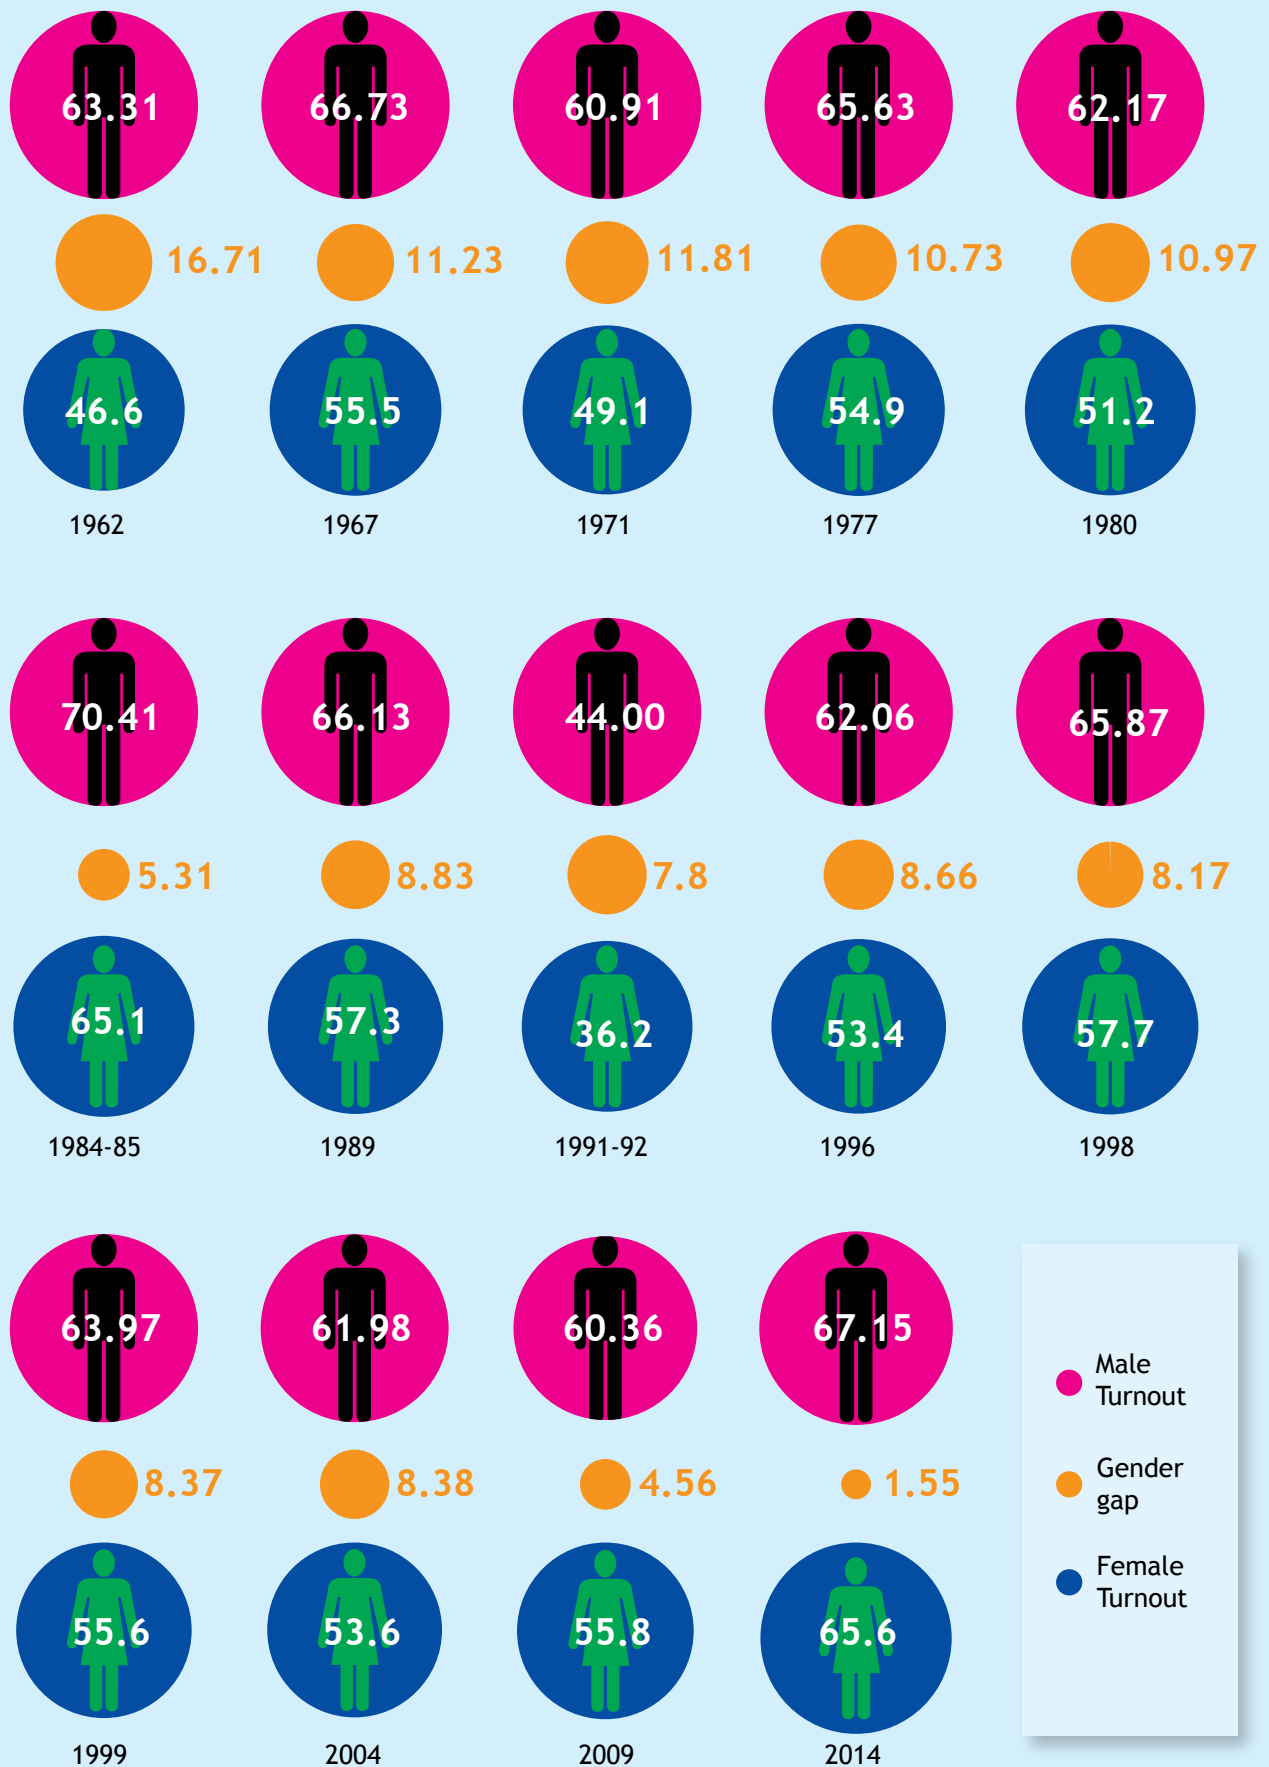 63.31 66.73 60.91 65.63 62.17
16.71 11.23 11.81 10.73 10.97
46.6 55.5 49.1 54.9 51.2
1962 1967 1971 1977 1980
70.41 66.13 44.00 62.06 65.87
5.31 8.83 7.8 8.66 8.17
65.1 57.3 36.2 53.4 57.7
1984-85 1989 1991-92 1996 1998
63.97 61.98 60.36 67.15
8.37 8.38 4.56 1.55
55.6 53.6 55.8 65.6
1999 2004 2009 2014
Male
Turnout
Gender
gap
Female
Turnout